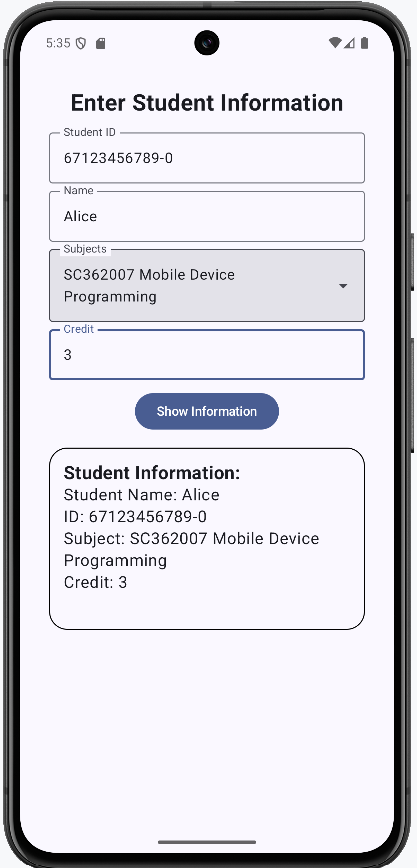 5:35
Enter Student Information
Student ID
67123456789-0
Name
Alice
Subjects
SC362007 Mobile Device
Programming
Credit
3
Show Information
Student Information:
Student Name: Alice
ID: 67123456789-0
Subject: SC362007 Mobile Device
Programming
Credit: 3